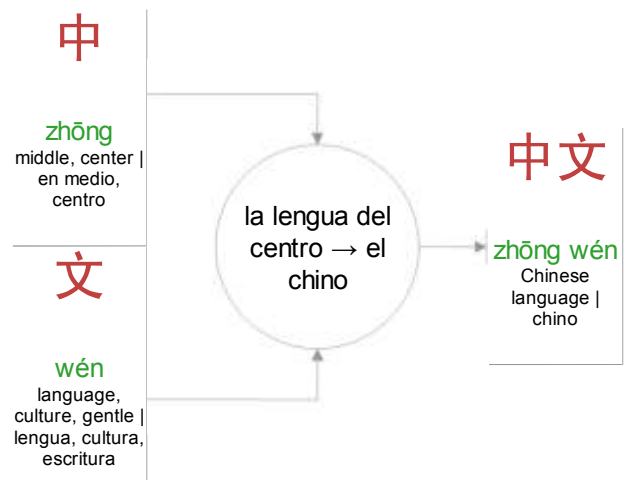 中
zhōng
middle, center |
en medio,
centro
文
wén
language,
culture, gentle |
lengua, cultura,
escritura
la lengua del
centro → el
chino
中文
zhōng wén
Chinese
language |
chino